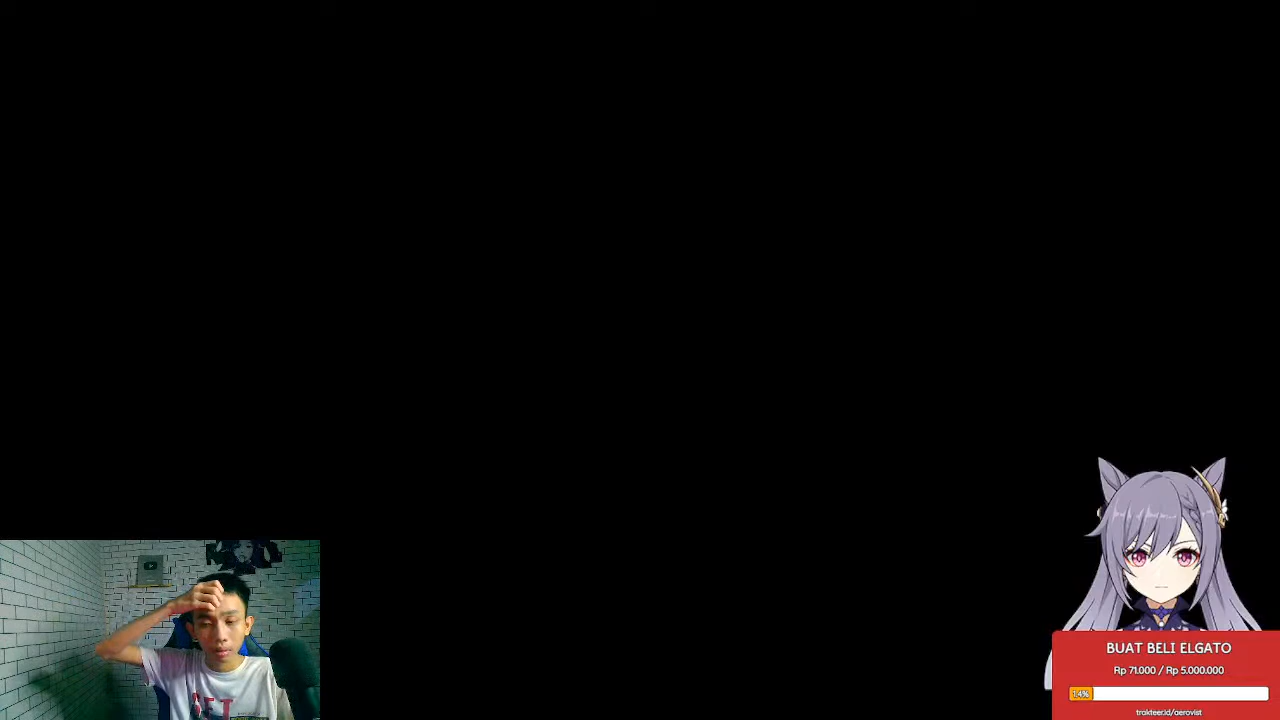 BUAT BELI ELGATO
Rp 71.000 / Rp 5.000.000
1.4%
trakteer.id/aerovist